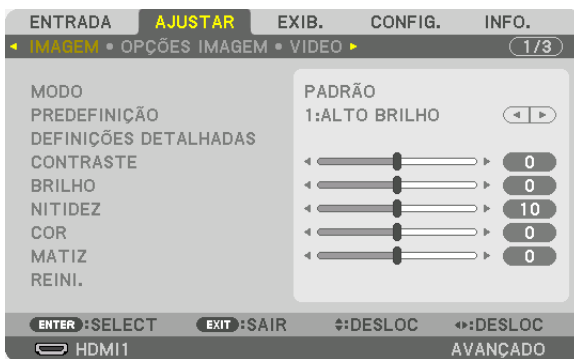 ENTRADA AJUSTAR EXIB. CONFIG. INFO.
IMAGEM • OPÇÕES IMAGEM • VIDEO 1/3
MODO PADRÃO
PREDEFINIÇÃO 1:ALTO BRILHO
DEFINIÇÕES DETALHADAS
CONTRASTE 0
BRILHO 0
NITIDEZ 10
COR 0
MATIZ 0
REINI.
ENTER :SELECT EXIT :SAIR :DESLOC :DESLOC
HDMI1 AVANÇADO